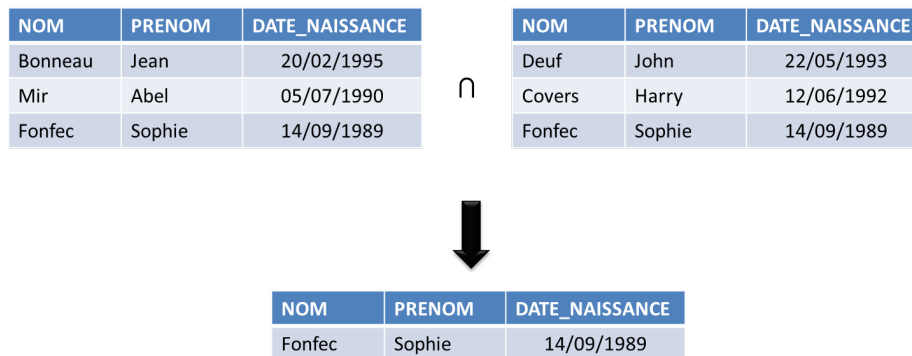 NOM PRENOM DATE_NAISSANCE
Bonneau Jean 20/02/1995
Mir Abel 05/07/1990
Fonfec Sophie 14/09/1989
∩
NOM PRENOM DATE_NAISSANCE
Deuf John 22/05/1993
Covers Harry 12/06/1992
Fonfec Sophie 14/09/1989
NOM PRENOM DATE_NAISSANCE
Fonfec Sophie 14/09/1989